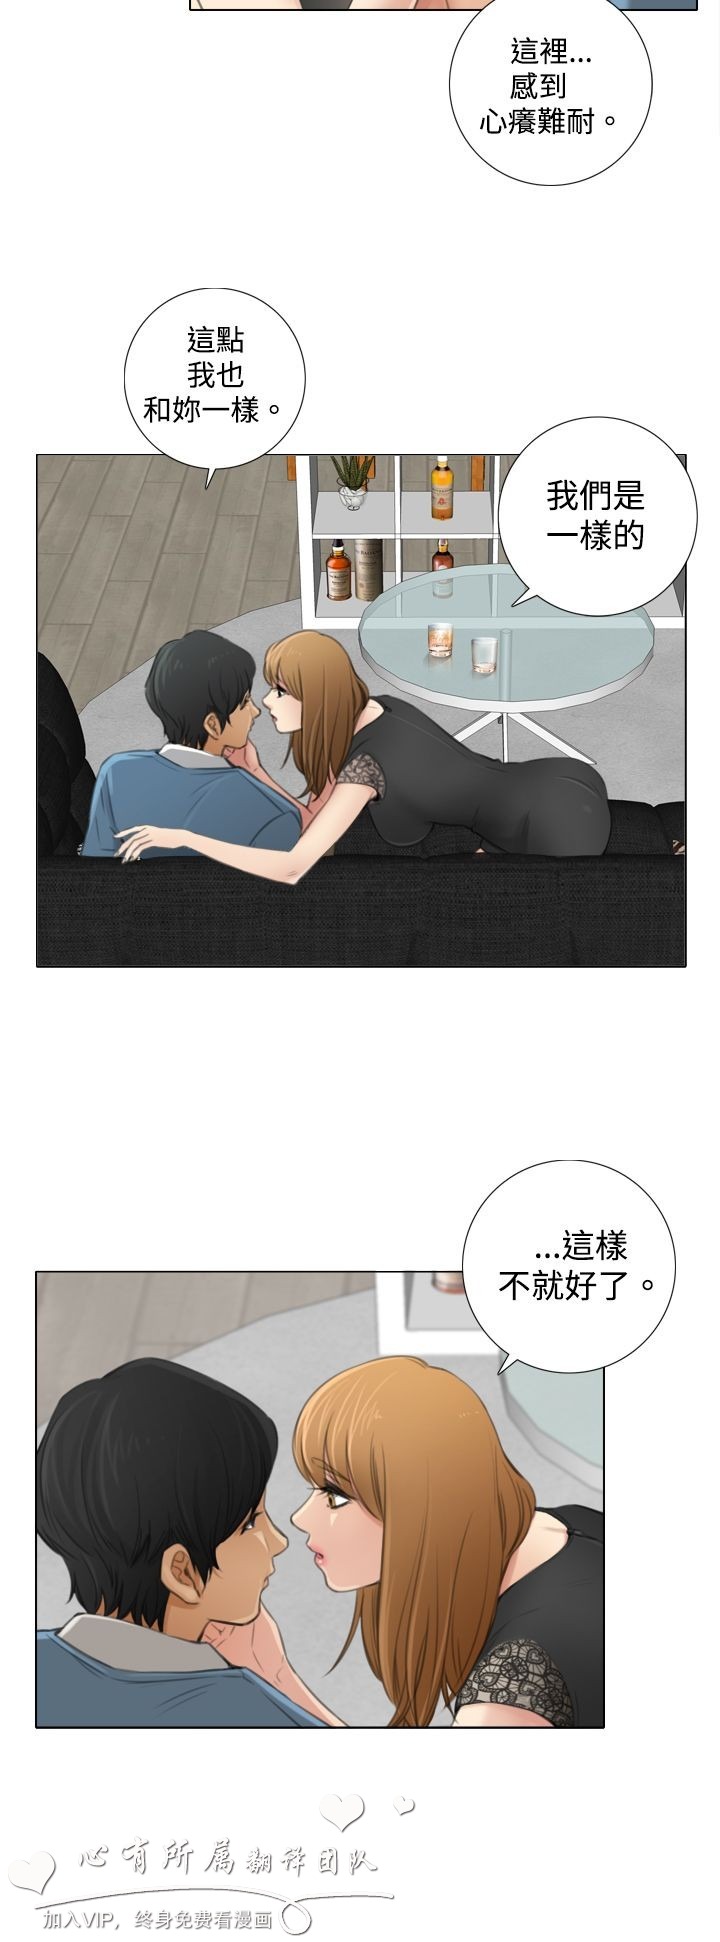 這裡...
感到
心癢難耐。
這點
我也
和妳一樣。
我們是
一樣的
...這樣
不就好了。
心有所属翻译团队
加入VIP，终身免费看漫画